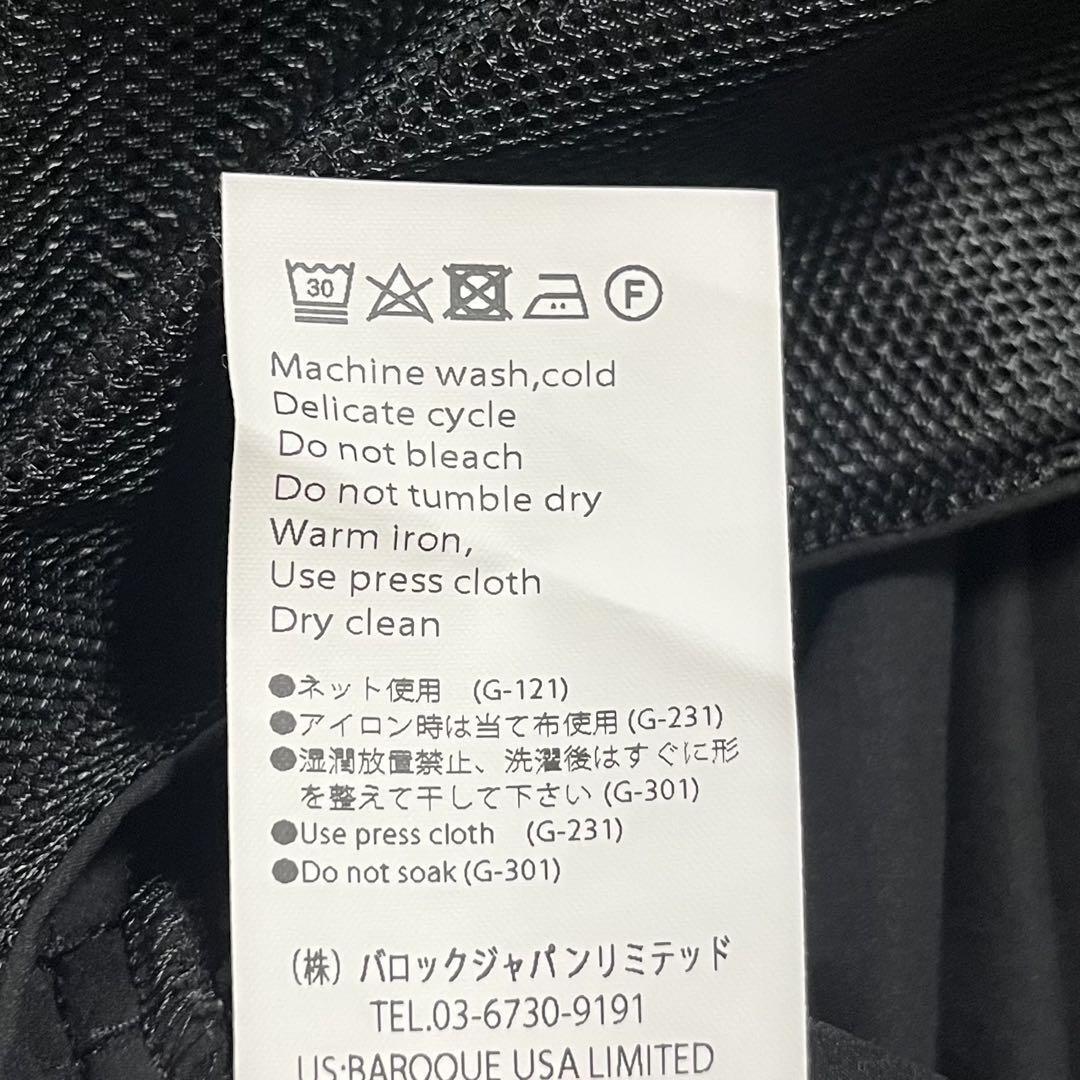 30
F
Machine wash,cold
Delicate cycle
Do not bleach
Do not tumble dry
Warm iron,
Use press cloth
Dry clean
●ネット使用 (G-121)
●アイロン時は当て布使用 (G-231)
●湿潤放置禁止、洗濯後はすぐに形
を整えて干して下さい (G-301)
●Use press cloth (G-231)
●Do not soak (G-301)
(株) バロックジャパンリミテッド
TEL.03-6730-9191
US·BAROQUE USA LIMITED